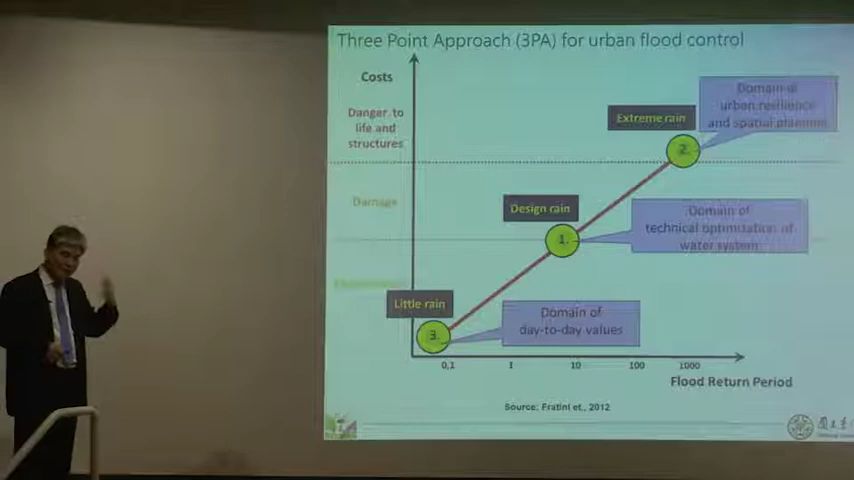 Three Point Approach (3PA) for urban flood control
Costs
Danger to
life and
structures
Damage
Extreme rain
2.
Domain of
urban resilience
and spatial planning
Design rain
1.
Domain of
technical optimization of
water system
Little rain
3.
Domain of
day-to-day values
0,1
1
10
100
1000
Flood Return Period
Source: Fratini et., 2012